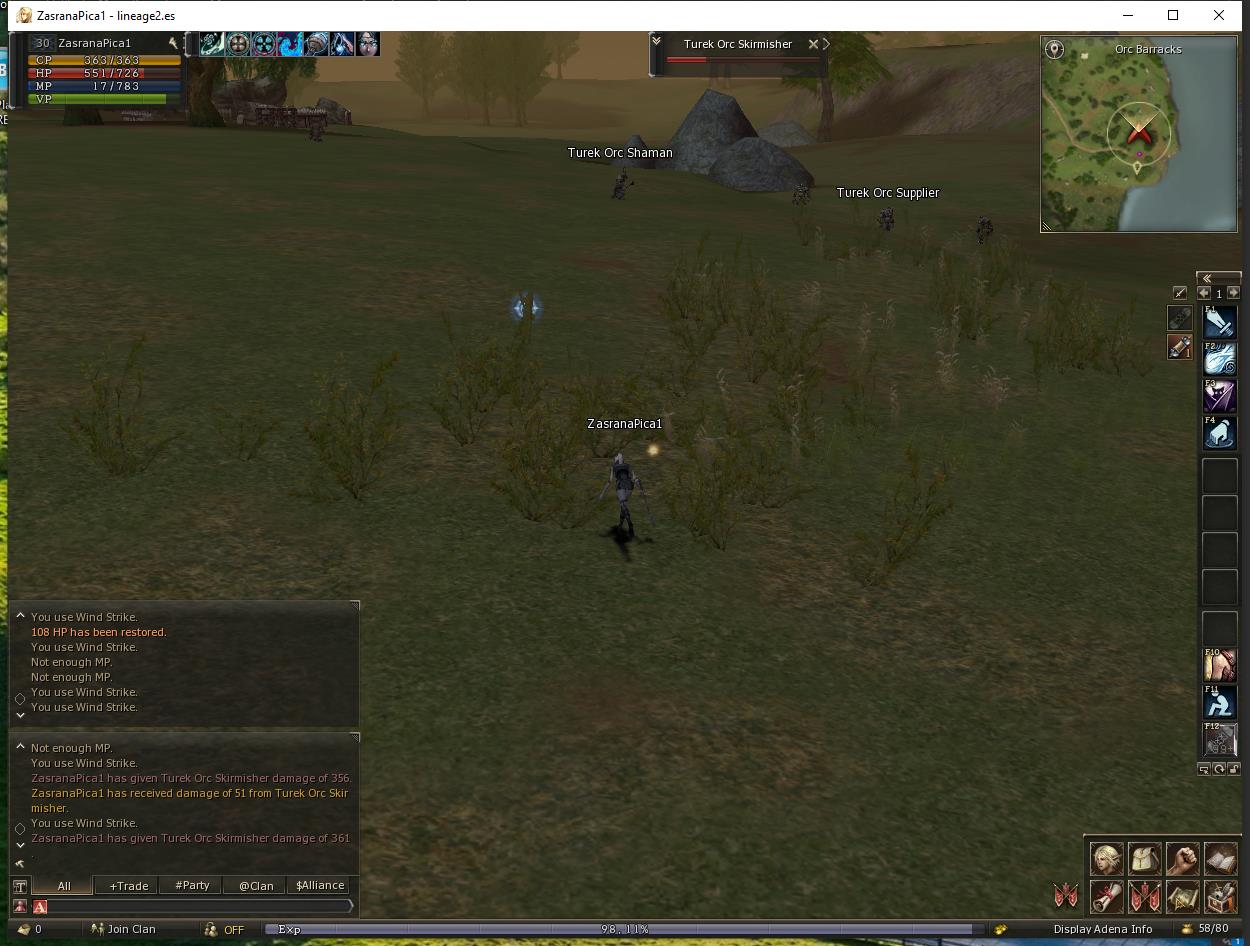 ZasranaPica1 - lineage2.es
30 ZasranaPica1
CP 363/363
HP 551/726
MP 17/783
VP
Turek Orc Skirmisher
Orc Barracks
Turek Orc Shaman
Turek Orc Supplier
ZasranaPica1
1
F1
F2
F3
F4
1
F10
F11
F12
99+
You use Wind Strike.
108 HP has been restored.
You use Wind Strike.
Not enough MP.
Not enough MP.
You use Wind Strike.
You use Wind Strike.
Not enough MP.
You use Wind Strike.
ZasranaPica1 has given Turek Orc Skirmisher damage of 356.
ZasranaPica1 has received damage of 51 from Turek Orc Skir
misher.
You use Wind Strike.
ZasranaPica1 has given Turek Orc Skirmisher damage of 361
.
All +Trade #Party @Clan $Alliance
A
0 Join Clan OFF Exp 98.11% Display Adena Info 58/80